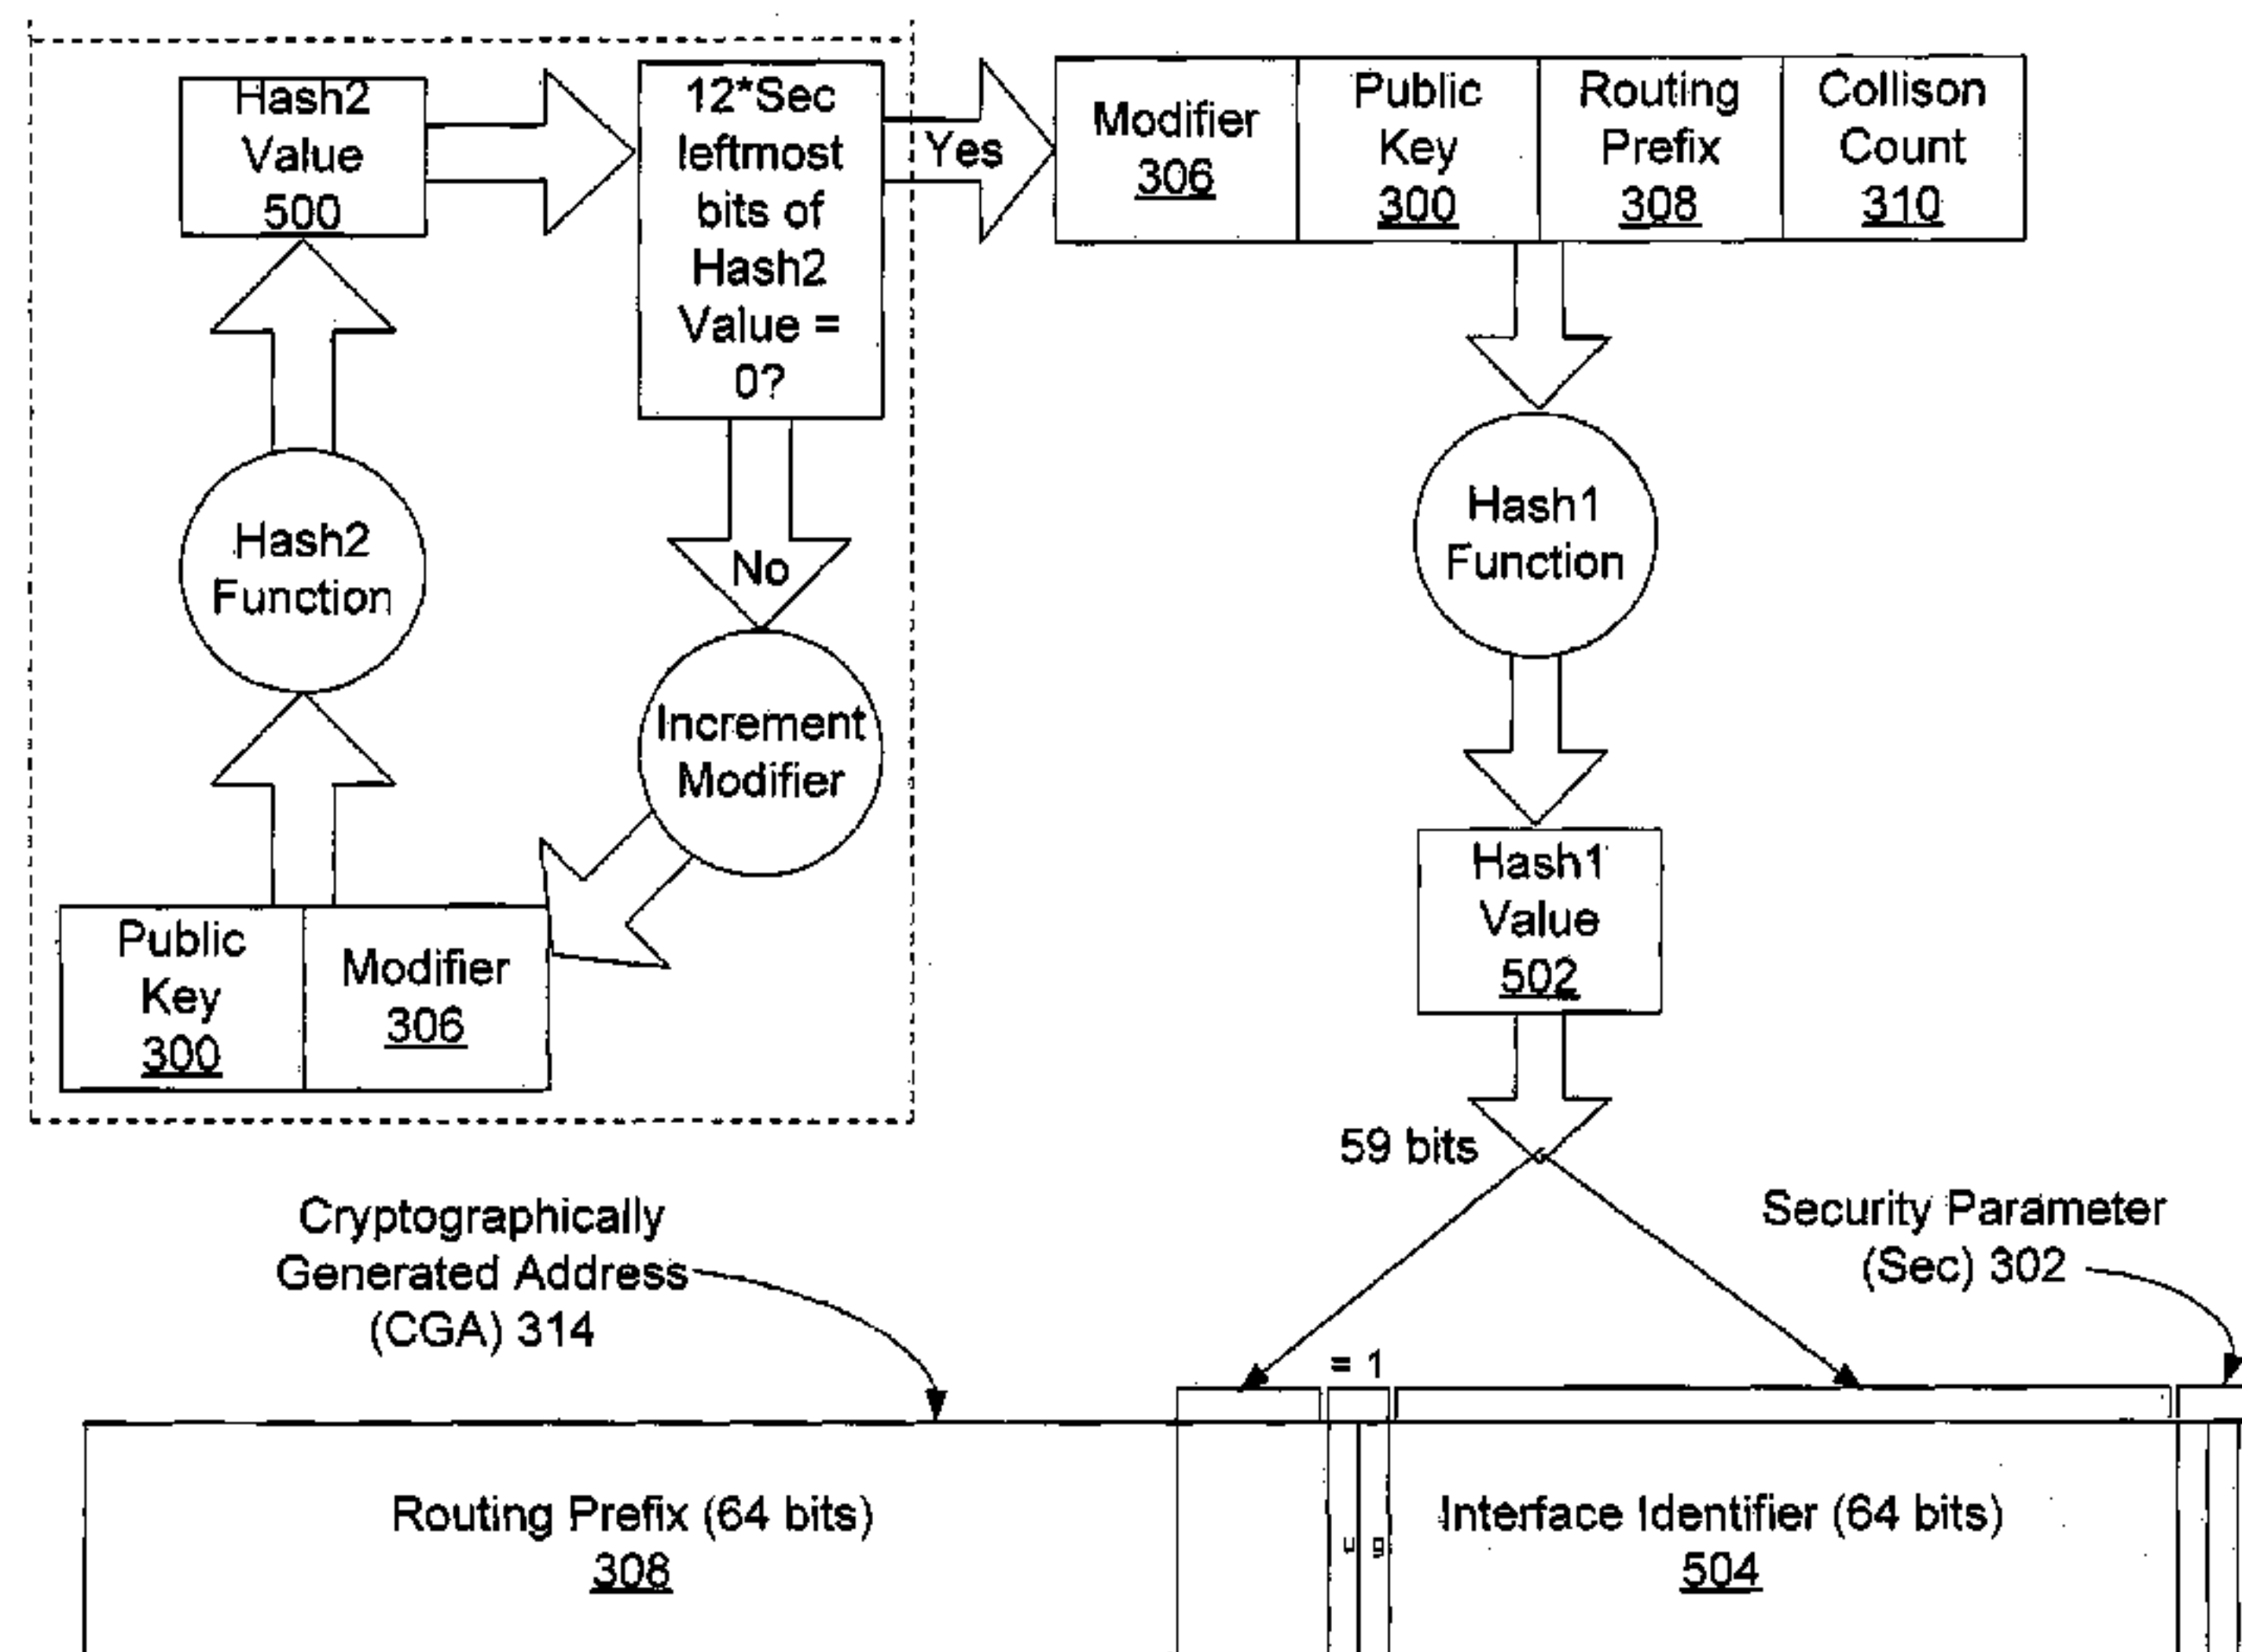 Hash2
Value
500
12*Sec
leftmost
bits of
Hash2
Value =
0?
Yes
Modifier
306
Public
Key
300
Routing
Prefix
308
Collison
Count
310
Hash2
Function
No
Increment
Modifier
Public
Key
300
Modifier
306
Hash1
Function
Hash1
Value
502
59 bits
Cryptographically
Generated Address
(CGA) 314
Security Parameter
(Sec) 302
= 1
Routing Prefix (64 bits)
308
u g
Interface Identifier (64 bits)
504